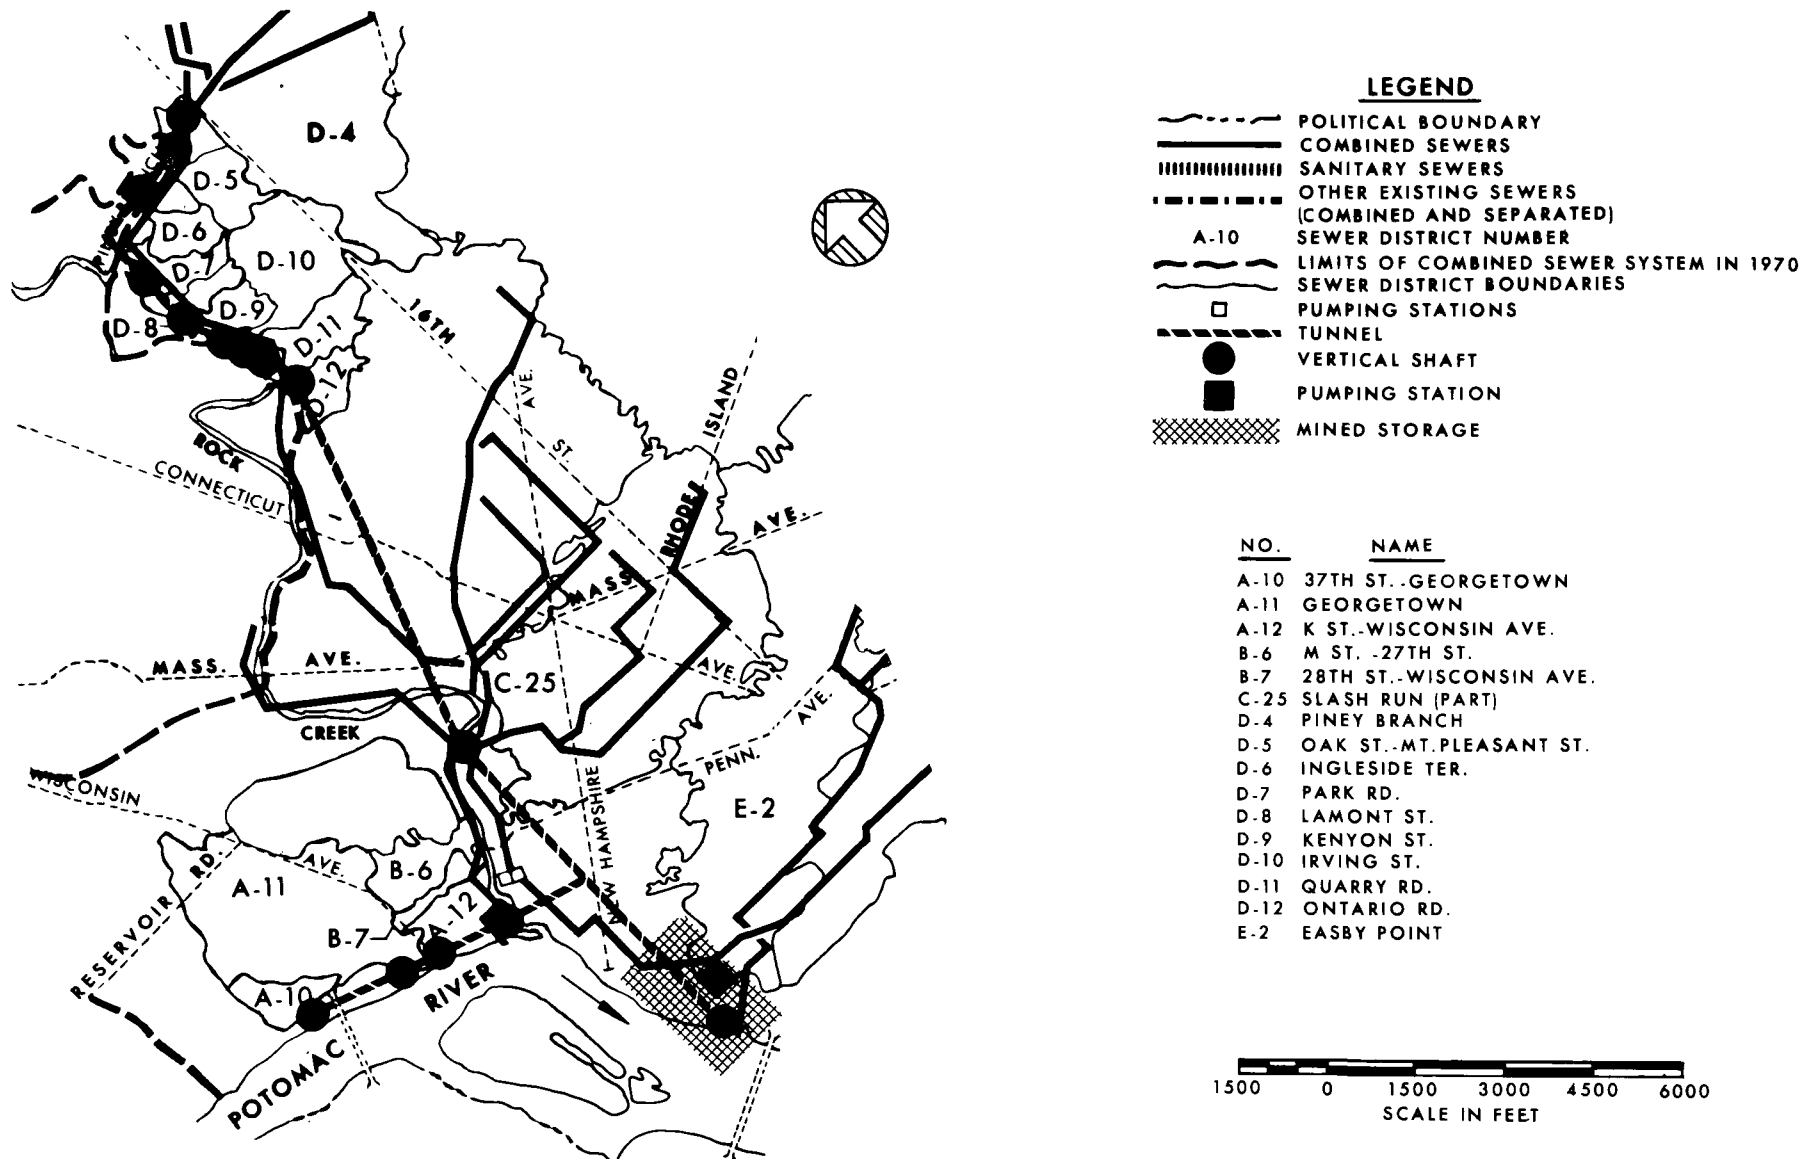 D-4
D-5
D-6
D-7
D-10
D-9
D-8
D-11
D-12
16TH
ST.
AVE.
RHODE ISLAND
ROCK
CONNECTICUT
AVE.
MASS.
MASS. AVE.
AVE.
C-25
CREEK
PENN. AVE.
WISCONSIN
AVE.
NEW HAMPSHIRE
E-2
RESERVOIR RD.
A-11
B-6
A-12
B-7
A-10
POTOMAC RIVER
LEGEND
POLITICAL BOUNDARY
COMBINED SEWERS
SANITARY SEWERS
OTHER EXISTING SEWERS
(COMBINED AND SEPARATED)
A-10 SEWER DISTRICT NUMBER
LIMITS OF COMBINED SEWER SYSTEM IN 1970
SEWER DISTRICT BOUNDARIES
PUMPING STATIONS
TUNNEL
VERTICAL SHAFT
PUMPING STATION
MINED STORAGE
NO. NAME
A-10 37TH ST.-GEORGETOWN
A-11 GEORGETOWN
A-12 K ST.-WISCONSIN AVE.
B-6 M ST. -27TH ST.
B-7 28TH ST.-WISCONSIN AVE.
C-25 SLASH RUN (PART)
D-4 PINEY BRANCH
D-5 OAK ST.-MT.PLEASANT ST.
D-6 INGLESIDE TER.
D-7 PARK RD.
D-8 LAMONT ST.
D-9 KENYON ST.
D-10 IRVING ST.
D-11 QUARRY RD.
D-12 ONTARIO RD.
E-2 EASBY POINT
1500 0 1500 3000 4500 6000
SCALE IN FEET